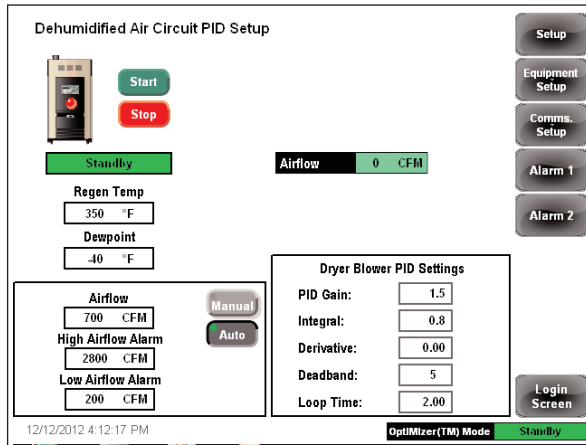 Dehumidified Air Circuit PID Setup
Start
Stop
Standby
Airflow 0 CFM
Regen Temp
350 °F
Dewpoint
-40 °F
Airflow
700 CFM
High Airflow Alarm
2800 CFM
Low Airflow Alarm
200 CFM
Manual
Auto
Dryer Blower PID Settings
PID Gain: 1.5
Integral: 0.8
Derivative: 0.00
Deadband: 5
Loop Time: 2.00
Setup
Equipment
Setup
Comms.
Setup
Alarm 1
Alarm 2
Login
Screen
12/12/2012 4:12:17 PM
OptiMizer(TM) Mode Standby